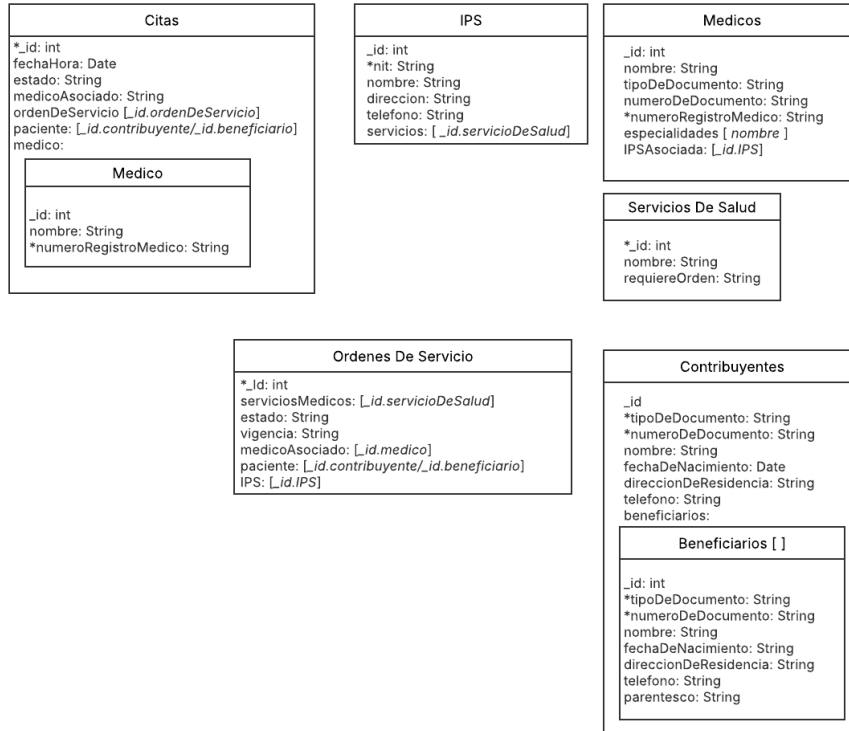 Citas
*_id: int
fechaHora: Date
estado: String
medicoAsociado: String
ordenDeServicio [_id.ordenDeServicio]
paciente: [_id.contribuyente/_id.beneficiario]
medico:
Medico
_id: int
nombre: String
*numeroRegistroMedico: String
IPS
_id: int
*nit: String
nombre: String
direccion: String
telefono: String
servicios: [ _id.servicioDeSalud]
Medicos
_id: int
nombre: String
tipoDeDocumento: String
numeroDeDocumento: String
*numeroRegistroMedico: String
especialidades [ nombre ]
IPSAsociada: [_id.IPS]
Servicios De Salud
*_id: int
nombre: String
requiereOrden: String
Ordenes De Servicio
*_Id: int
serviciosMedicos: [_id.servicioDeSalud]
estado: String
vigencia: String
medicoAsociado: [_id.medico]
paciente: [_id.contribuyente/_id.beneficiario]
IPS: [_id.IPS]
Contribuyentes
_id
*tipoDeDocumento: String
*numeroDeDocumento: String
nombre: String
fechaDeNacimiento: Date
direccionDeResidencia: String
telefono: String
beneficiarios:
Beneficiarios [ ]
_id: int
*tipoDeDocumento: String
*numeroDeDocumento: String
nombre: String
fechaDeNacimiento: String
direccionDeResidencia: String
telefono: String
parentesco: String